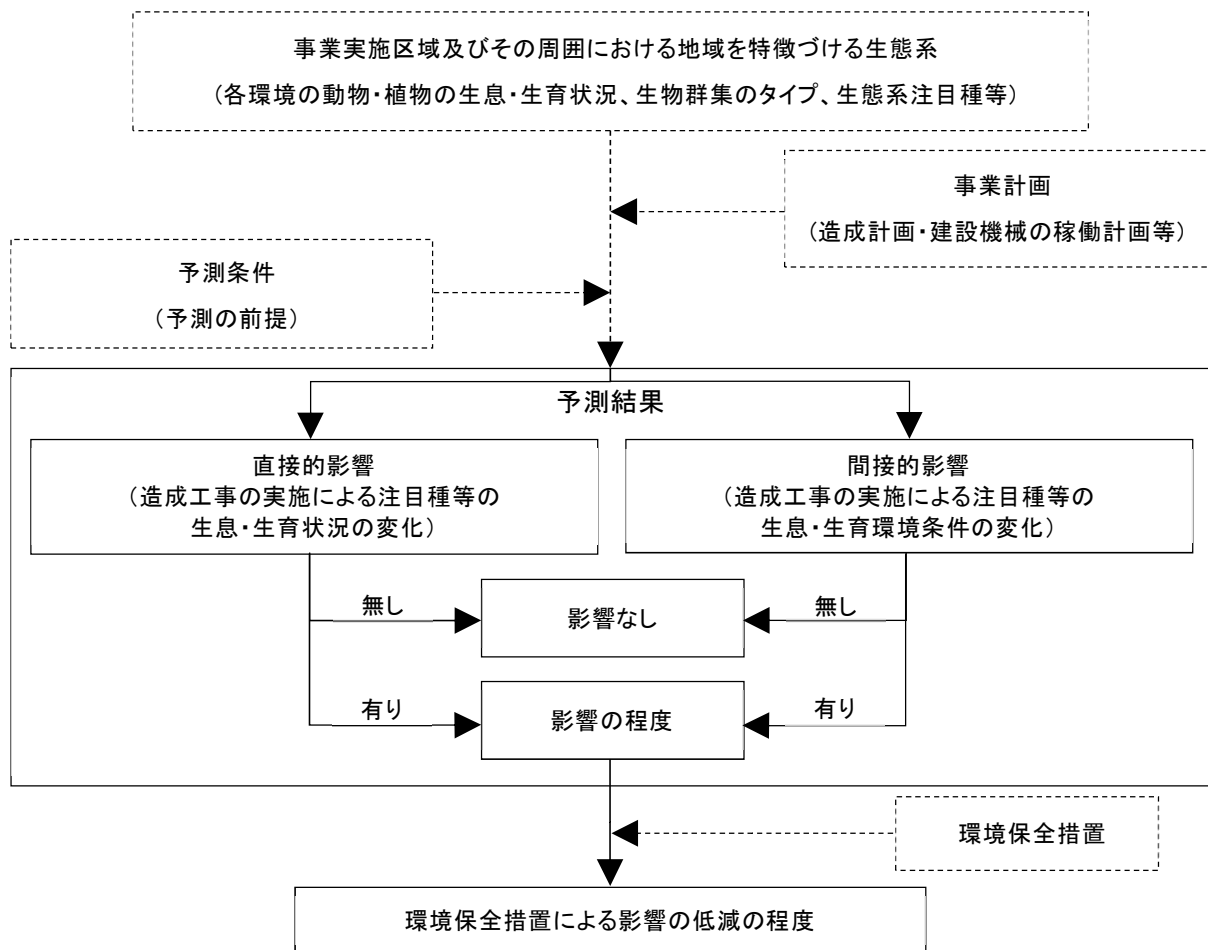 事業実施区域及びその周囲における地域を特徴づける生態系
（各環境の動物・植物の生息・生育状況、生物群集のタイプ、生態系注目種等）
事業計画
（造成計画・建設機械の稼働計画等）
予測条件
（予測の前提）
予測結果
直接的影響
（造成工事の実施による注目種等の
生息・生育状況の変化）
間接的影響
（造成工事の実施による注目種等の
生息・生育環境条件の変化）
無し
影響なし
無し
有り
影響の程度
有り
環境保全措置
環境保全措置による影響の低減の程度